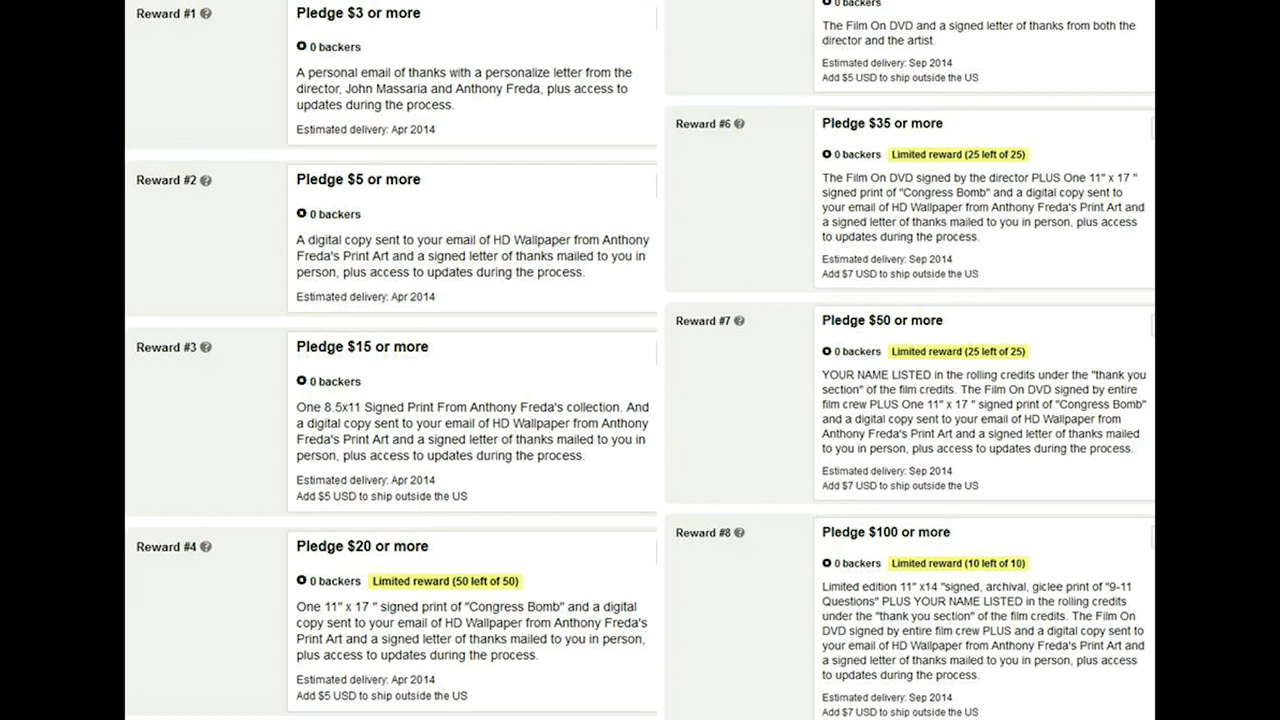 Reward #1
Pledge $3 or more
0 backers
A personal email of thanks with a personalize letter from the
director, John Massaria and Anthony Freda, plus access to
updates during the process.
Estimated delivery: Apr 2014
Reward #2
Pledge $5 or more
0 backers
A digital copy sent to your email of HD Wallpaper from Anthony
Freda's Print Art and a signed letter of thanks mailed to you in
person, plus access to updates during the process.
Estimated delivery: Apr 2014
Reward #3
Pledge $15 or more
0 backers
One 8.5x11 Signed Print From Anthony Freda's collection. And
a digital copy sent to your email of HD Wallpaper from Anthony
Freda's Print Art and a signed letter of thanks mailed to you in
person, plus access to updates during the process.
Estimated delivery: Apr 2014
Add $5 USD to ship outside the US
Reward #4
Pledge $20 or more
0 backers Limited reward (50 left of 50)
One 11" x 17 " signed print of "Congress Bomb" and a digital
copy sent to your email of HD Wallpaper from Anthony Freda's
Print Art and a signed letter of thanks mailed to you in person,
plus access to updates during the process.
Estimated delivery: Apr 2014
Add $5 USD to ship outside the US
0 backers
The Film On DVD and a signed letter of thanks from both the
director and the artist.
Estimated delivery: Sep 2014
Add $5 USD to ship outside the US
Reward #6
Pledge $35 or more
0 backers Limited reward (25 left of 25)
The Film On DVD signed by the director PLUS One 11" x 17 "
signed print of "Congress Bomb" and a digital copy sent to
your email of HD Wallpaper from Anthony Freda's Print Art and
a signed letter of thanks mailed to you in person, plus access
to updates during the process.
Estimated delivery: Sep 2014
Add $7 USD to ship outside the US
Reward #7
Pledge $50 or more
0 backers Limited reward (25 left of 25)
YOUR NAME LISTED in the rolling credits under the "thank you
section" of the film credits. The Film On DVD signed by entire
film crew PLUS One 11" x 17 " signed print of "Congress Bomb"
and a digital copy sent to your email of HD Wallpaper from
Anthony Freda's Print Art and a signed letter of thanks mailed
to you in person, plus access to updates during the process.
Estimated delivery: Sep 2014
Add $7 USD to ship outside the US
Reward #8
Pledge $100 or more
0 backers Limited reward (10 left of 10)
Limited edition 11" x14 "signed, archival, giclee print of "9-11
Questions" PLUS YOUR NAME LISTED in the rolling credits
under the "thank you section" of the film credits. The Film On
DVD signed by entire film crew PLUS and a digital copy sent to
your email of HD Wallpaper from Anthony Freda's Print Art and
a signed letter of thanks mailed to you in person, plus access
to updates during the process.
Estimated delivery: Sep 2014
Add $7 USD to ship outside the US